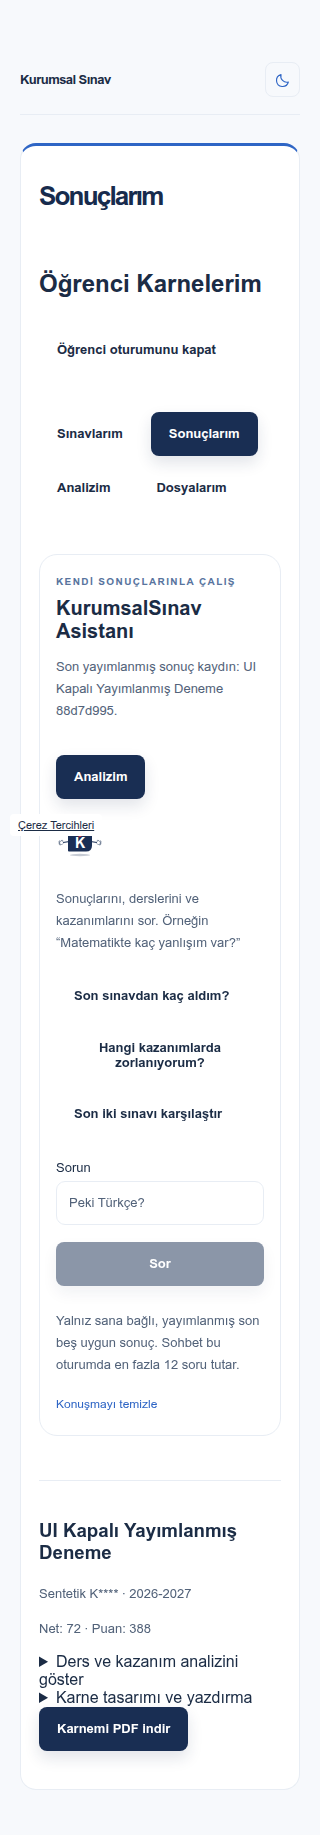 Kurumsal Sınav
Sonuçlarım
Öğrenci Karnelerim
Öğrenci oturumunu kapat
Sınavlarım
Sonuçlarım
Analizim
Dosyalarım
KENDİ SONUÇLARINLA ÇALIŞ
KurumsalSınav
Asistanı
Son yayımlanmış sonuç kaydın: UI
Kapalı Yayımlanmış Deneme
88d7d995.
Analizim
Çerez Tercihleri
K
Sonuçlarını, derslerini ve
kazanımlarını sor. Örneğin
“Matematikte kaç yanlışım var?”
Son sınavdan kaç aldım?
Hangi kazanımlarda
zorlanıyorum?
Son iki sınavı karşılaştır
Sorun
Peki Türkçe?
Sor
Yalnız sana bağlı, yayımlanmış son
beş uygun sonuç. Sohbet bu
oturumda en fazla 12 soru tutar.
Konuşmayı temizle
UI Kapalı Yayımlanmış
Deneme
Sentetik K**** · 2026-2027
Net: 72 · Puan: 388
Ders ve kazanım analizini
göster
Karne tasarımı ve yazdırma
Karnemi PDF indir